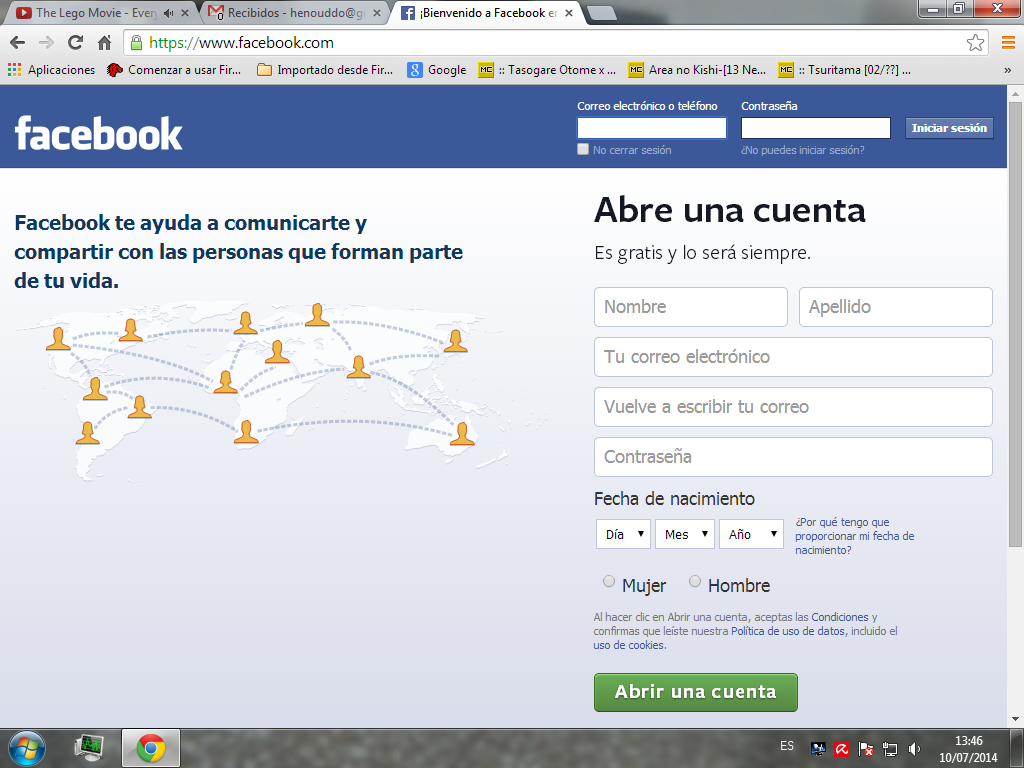 The Lego Movie - Every
Recibidos - henouddo@g
¡Bienvenido a Facebook en
https://www.facebook.com
Aplicaciones
Comenzar a usar Fir...
Importado desde Fir...
Google
:: Tasogare Otome x ...
Area no Kishi-[13 Ne...
:: Tsuritama [02/??] ...
»
facebook
Correo electrónico o teléfono
Contraseña
Iniciar sesión
No cerrar sesión
¿No puedes iniciar sesión?
Facebook te ayuda a comunicarte y
compartir con las personas que forman parte
de tu vida.
Abre una cuenta
Es gratis y lo será siempre.
Nombre
Apellido
Tu correo electrónico
Vuelve a escribir tu correo
Contraseña
Fecha de nacimiento
Día
Mes
Año
¿Por qué tengo que
proporcionar mi fecha de
nacimiento?
Mujer
Hombre
Al hacer clic en Abrir una cuenta, aceptas las Condiciones y
confirmas que leíste nuestra Política de uso de datos, incluido el
uso de cookies.
Abrir una cuenta
ES
13:46
10/07/2014